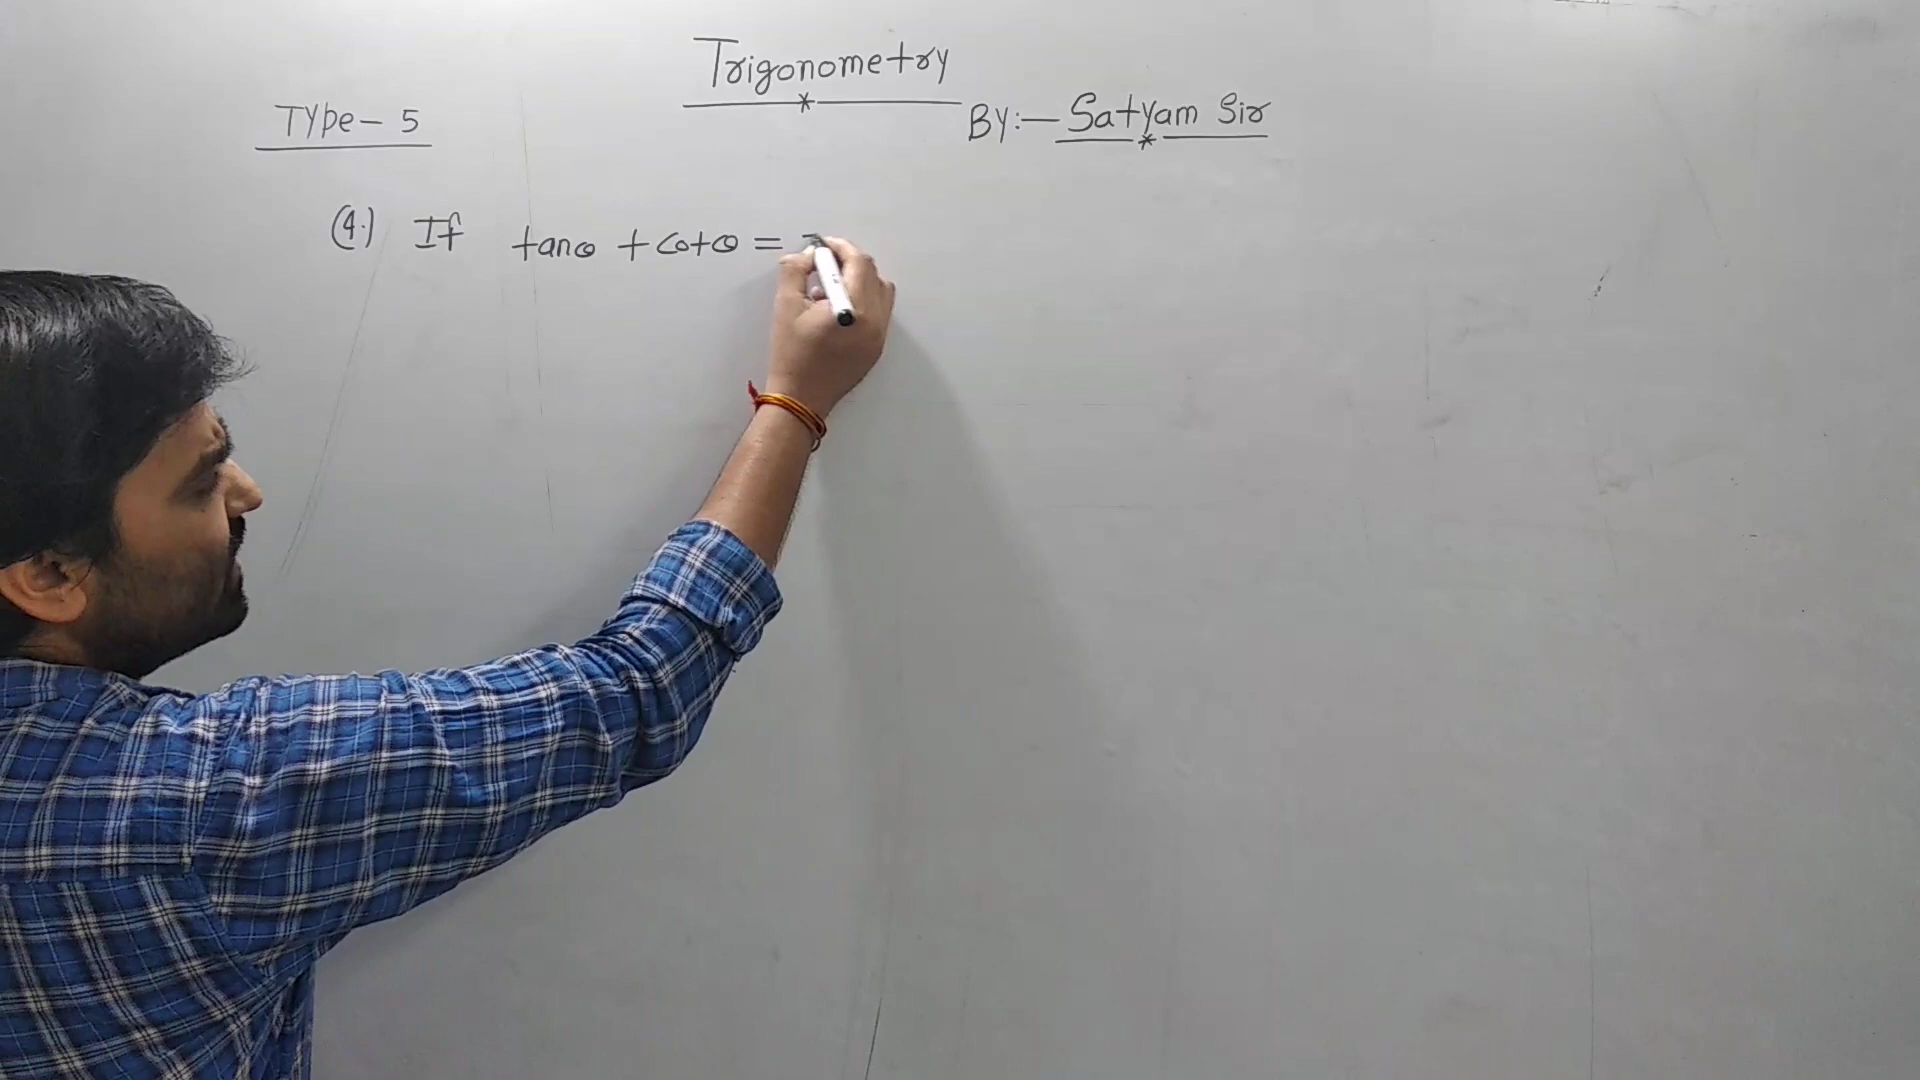 Trigonometry
Type - 5
By:- Satyam Sir
(4.) If tanθ + cotθ =